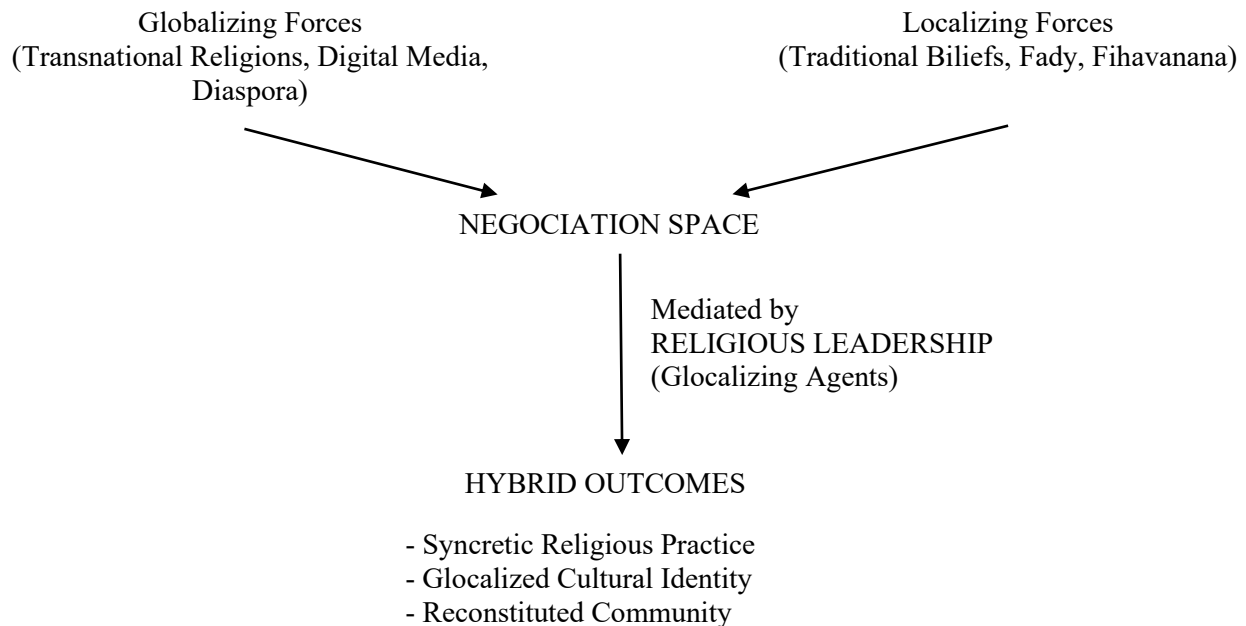 Globalizing Forces
(Transnational Religions, Digital Media,
Diaspora)
Localizing Forces
(Traditional Biliefs, Fady, Fihavanana)
NEGOCIATION SPACE
Mediated by
RELIGIOUS LEADERSHIP
(Glocalizing Agents)
HYBRID OUTCOMES
- Syncretic Religious Practice
- Glocalized Cultural Identity
- Reconstituted Community